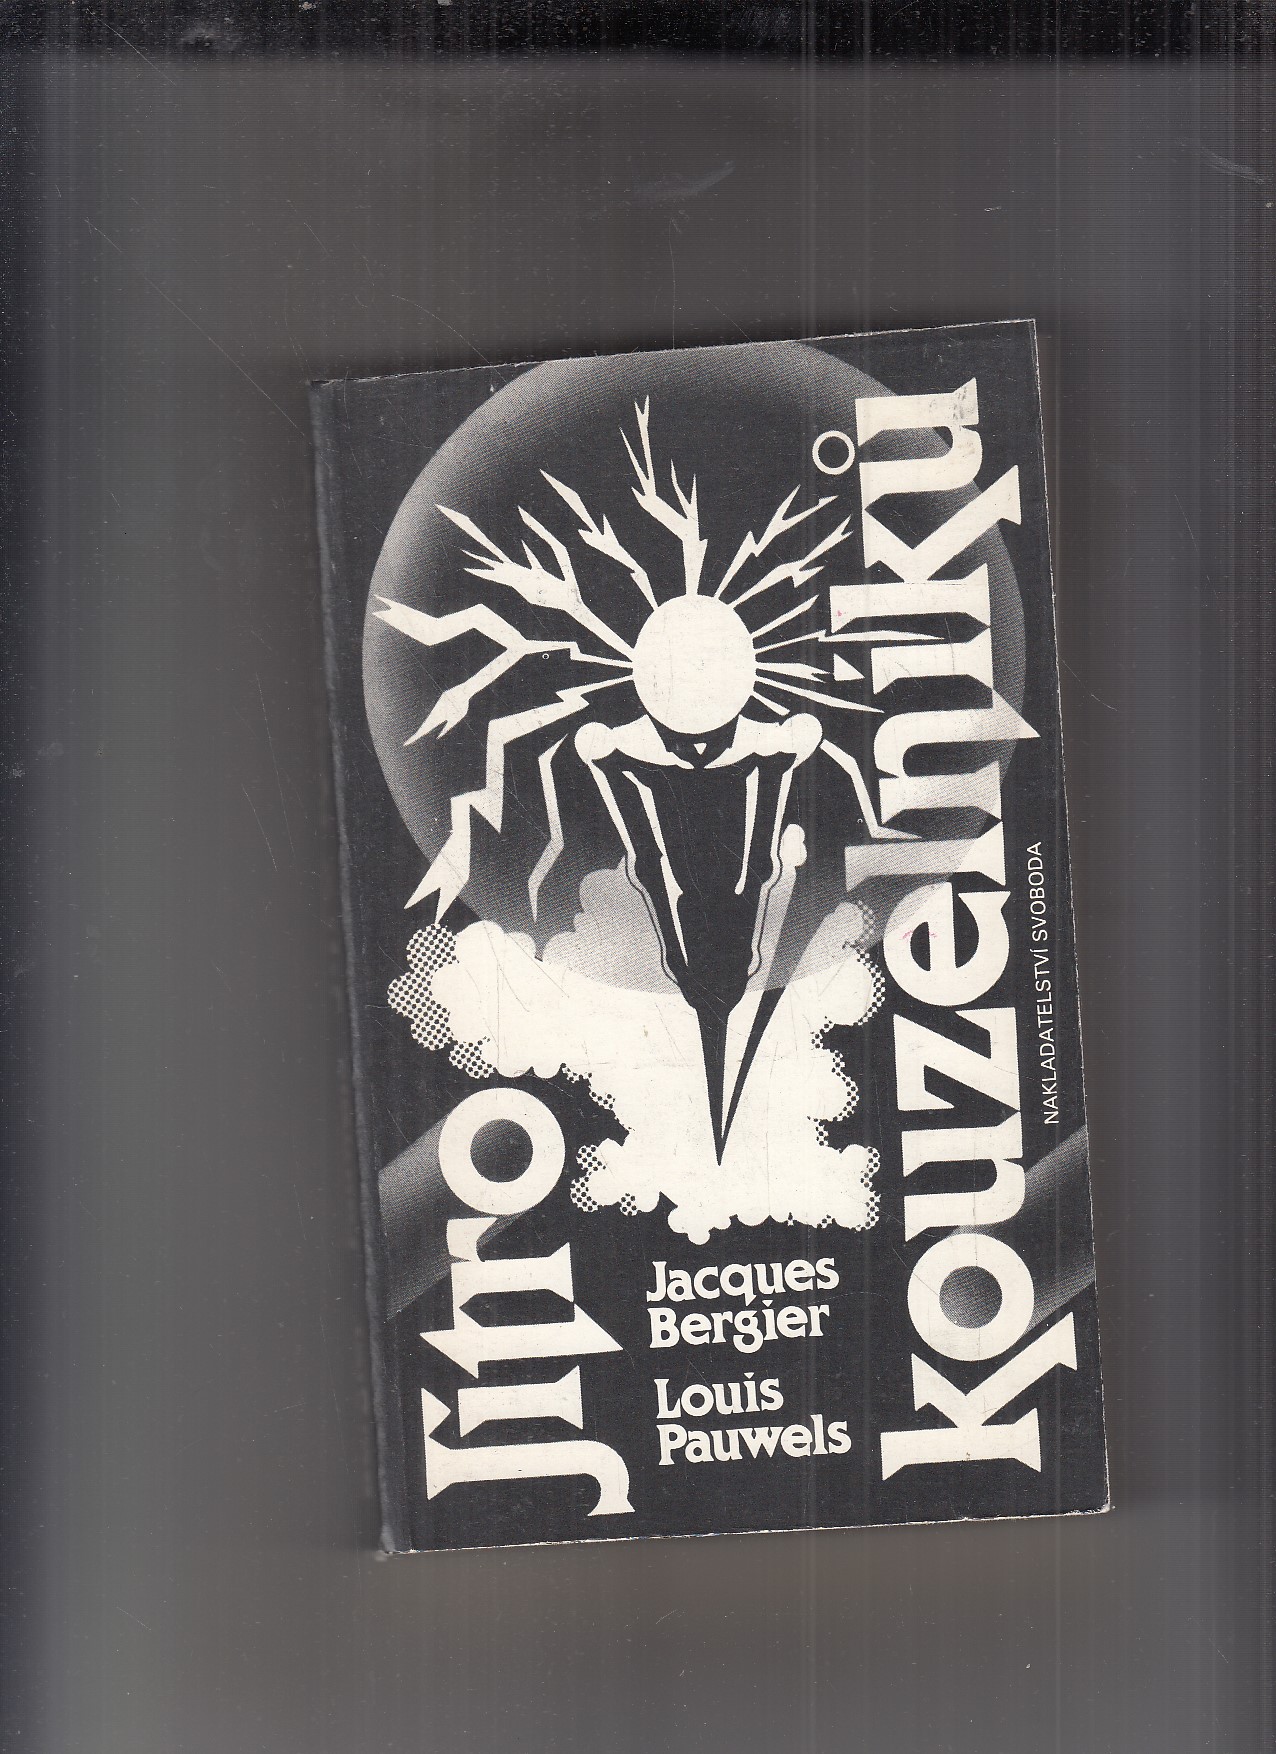 Jitro
kouzelníků
Jacques
Bergier
Louis
Pauwels
NAKLADATELSTVÍ SVOBODA